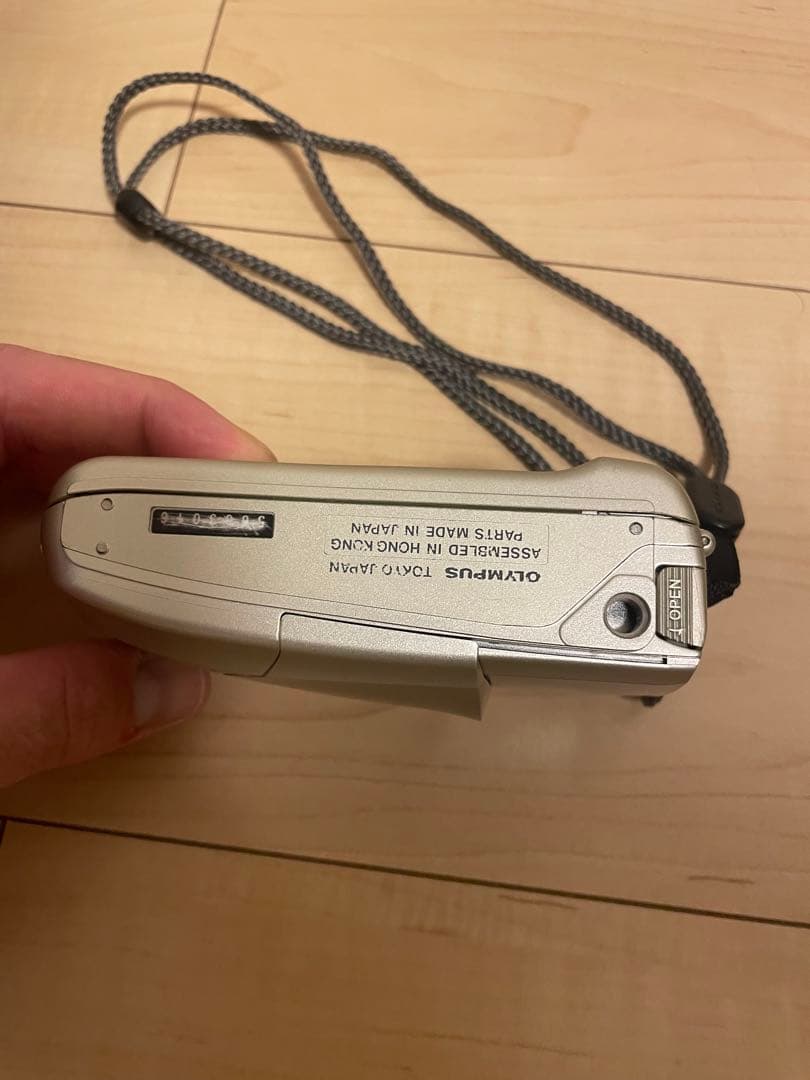 OLYMPUS TOKYO JAPAN
ASSEMBLED IN HONG KONG
PARTS MADE IN JAPAN
OPEN